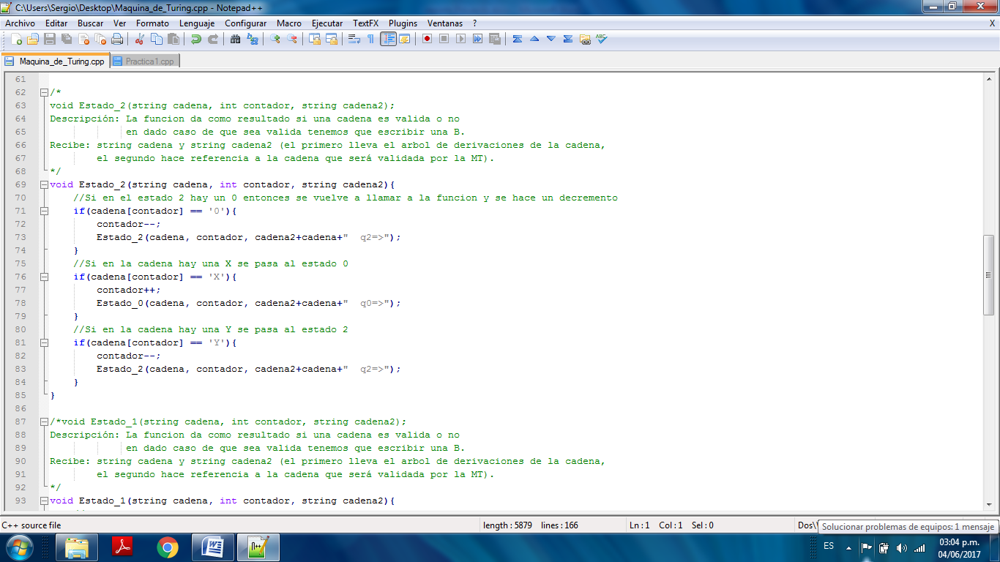 C:\Users\Sergio\Desktop\Maquina_de_Turing.cpp - Notepad++
Archivo Editar Buscar Ver Formato Lenguaje Configurar Macro Ejecutar TextFX Plugins Ventanas ? X
Maquina_de_Turing.cpp Practica1.cpp
61
62 /*
63 void Estado_2(string cadena, int contador, string cadena2);
64 Descripción: La funcion da como resultado si una cadena es valida o no
65 en dado caso de que sea valida tenemos que escribir una B.
66 Recibe: string cadena y string cadena2 (el primero lleva el arbol de derivaciones de la cadena,
67 el segundo hace referencia a la cadena que será validada por la MT).
68 */
69 void Estado_2(string cadena, int contador, string cadena2){
70 //Si en el estado 2 hay un 0 entonces se vuelve a llamar a la funcion y se hace un decremento
71 if(cadena[contador] == '0'){
72 contador--;
73 Estado_2(cadena, contador, cadena2+cadena+"  q2=>");
74 }
75 //Si en la cadena hay una X se pasa al estado 0
76 if(cadena[contador] == 'X'){
77 contador++;
78 Estado_0(cadena, contador, cadena2+cadena+"  q0=>");
79 }
80 //Si en la cadena hay una Y se pasa al estado 2
81 if(cadena[contador] == 'Y'){
82 contador--;
83 Estado_2(cadena, contador, cadena2+cadena+"  q2=>");
84 }
85 }
86
87 /*void Estado_1(string cadena, int contador, string cadena2);
88 Descripción: La funcion da como resultado si una cadena es valida o no
89 en dado caso de que sea valida tenemos que escribir una B.
90 Recibe: string cadena y string cadena2 (el primero lleva el arbol de derivaciones de la cadena,
91 el segundo hace referencia a la cadena que será validada por la MT).
92 */
93 void Estado_1(string cadena, int contador, string cadena2){
C++ source file length : 5879 lines : 166 Ln : 1 Col : 1 Sel : 0 Dos\
Solucionar problemas de equipos: 1 mensaje
ES 03:04 p.m.
04/06/2017